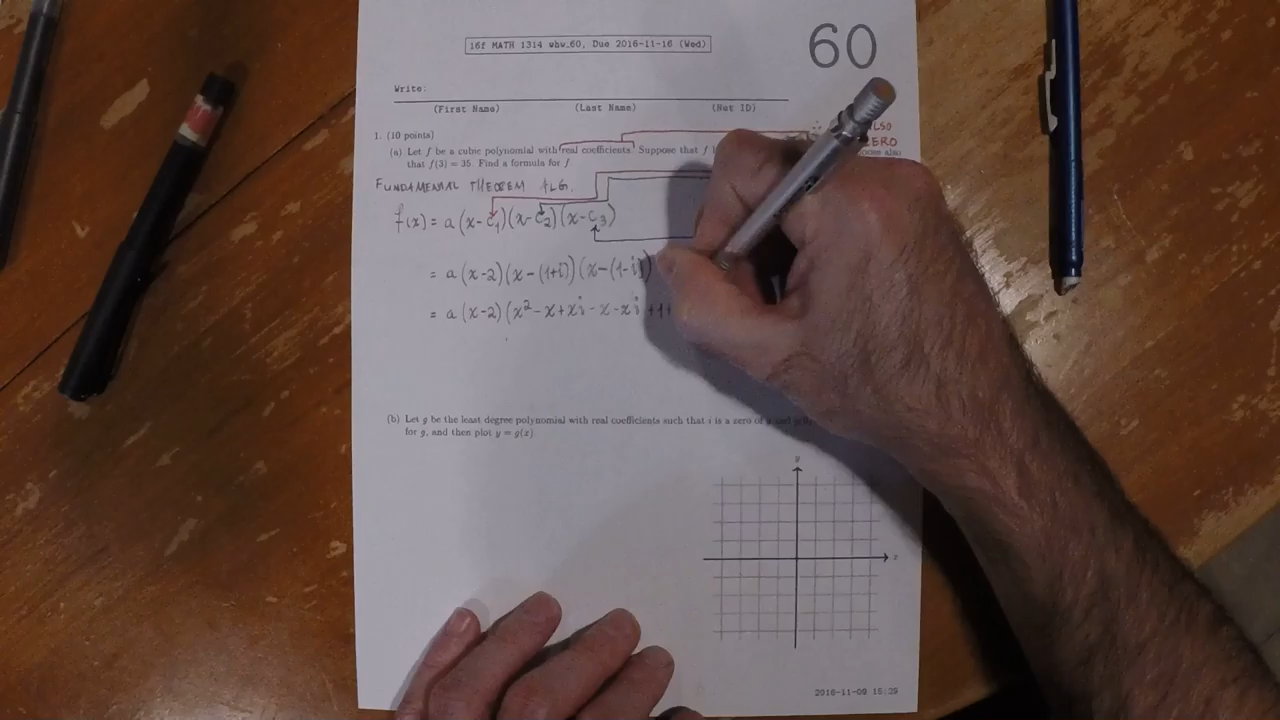 16f MATH 1314 wbw_60, Due 2016-11-16 (Wed)
60
Write:
(First Name) (Last Name) (Net ID)
1. (10 points)
(a) Let f be a cubic polynomial with real coefficients. Suppose that f
also
that f(3) = 35. Find a formula for f
ALSO
ZERO
FUNDAMENTAL THEOREM ALG.
f(x) = a (x-c₁)(x-c₂)(x-c₃)
= a (x-2)(x-(1+i))(x-(1-i))
= a (x-2)(x²-x+xi-x-xi+1+
(b) Let g be the least degree polynomial with real coefficients such that i is a zero of
for g, and then plot y = g(x)
y
x
2016-11-09 16:29